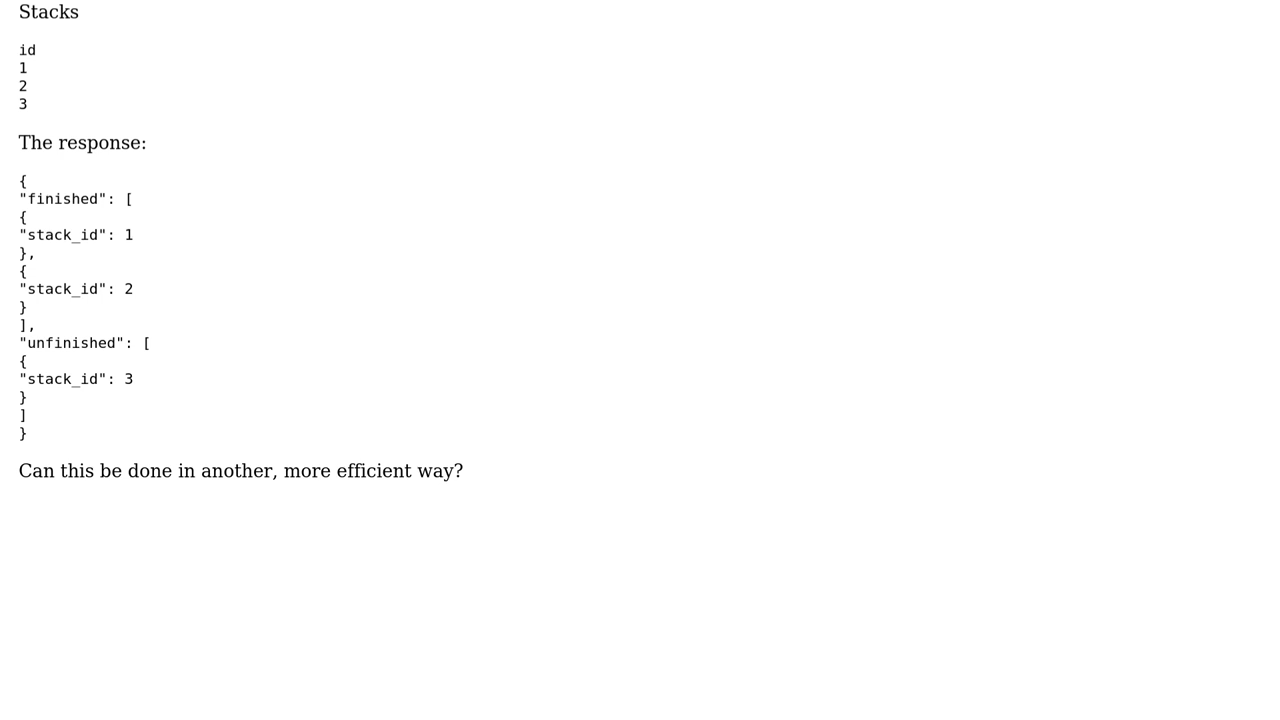 Stacks
id
1
2
3
The response:
{
"finished": [
{
"stack_id": 1
},
{
"stack_id": 2
}
],
"unfinished": [
{
"stack_id": 3
}
]
}
Can this be done in another, more efficient way?